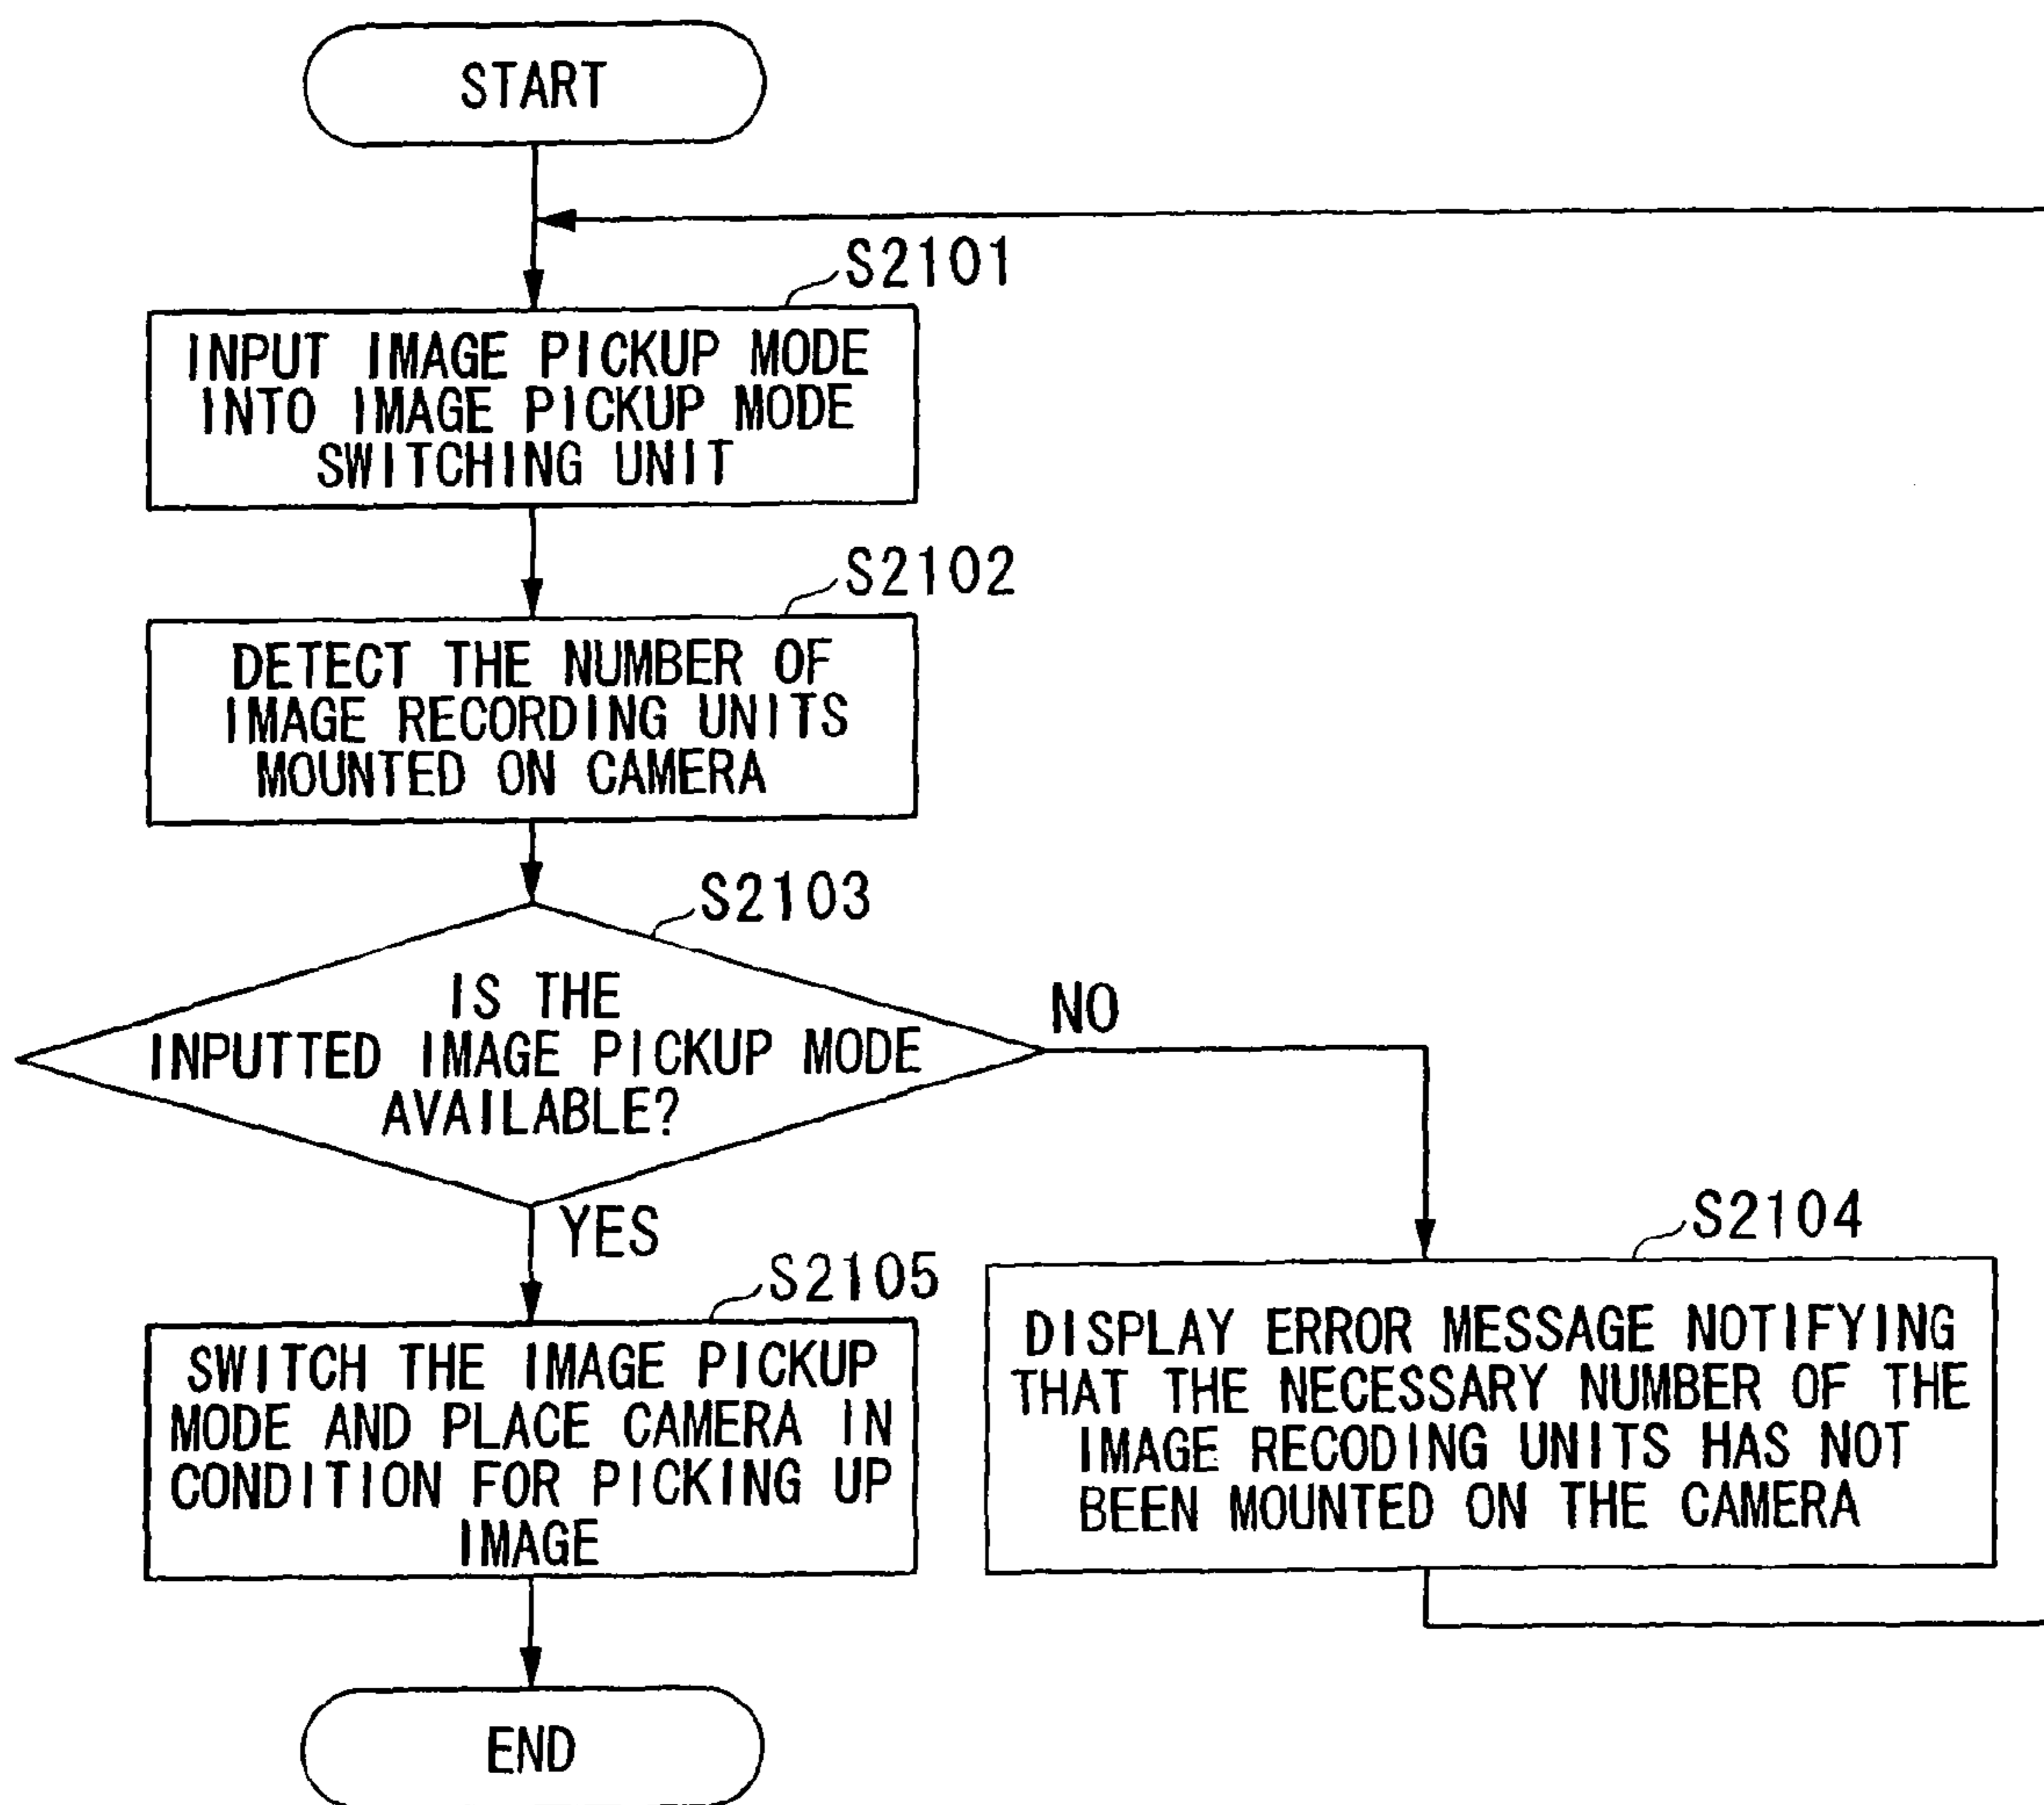 START
S2101
INPUT IMAGE PICKUP MODE
INTO IMAGE PICKUP MODE
SWITCHING UNIT
S2102
DETECT THE NUMBER OF
IMAGE RECORDING UNITS
MOUNTED ON CAMERA
S2103
IS THE
INPUTTED IMAGE PICKUP MODE
AVAILABLE?
NO
YES
S2104
DISPLAY ERROR MESSAGE NOTIFYING
THAT THE NECESSARY NUMBER OF THE
IMAGE RECODING UNITS HAS NOT
BEEN MOUNTED ON THE CAMERA
S2105
SWITCH THE IMAGE PICKUP
MODE AND PLACE CAMERA IN
CONDITION FOR PICKING UP
IMAGE
END